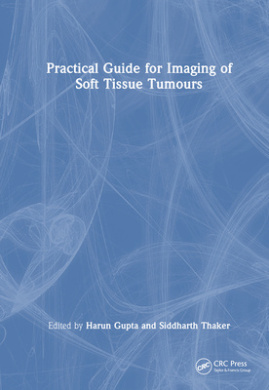 Practical Guide for Imaging of
Soft Tissue Tumours
Edited by Harun Gupta and Siddharth Thaker
CRC Press
Taylor & Francis Group